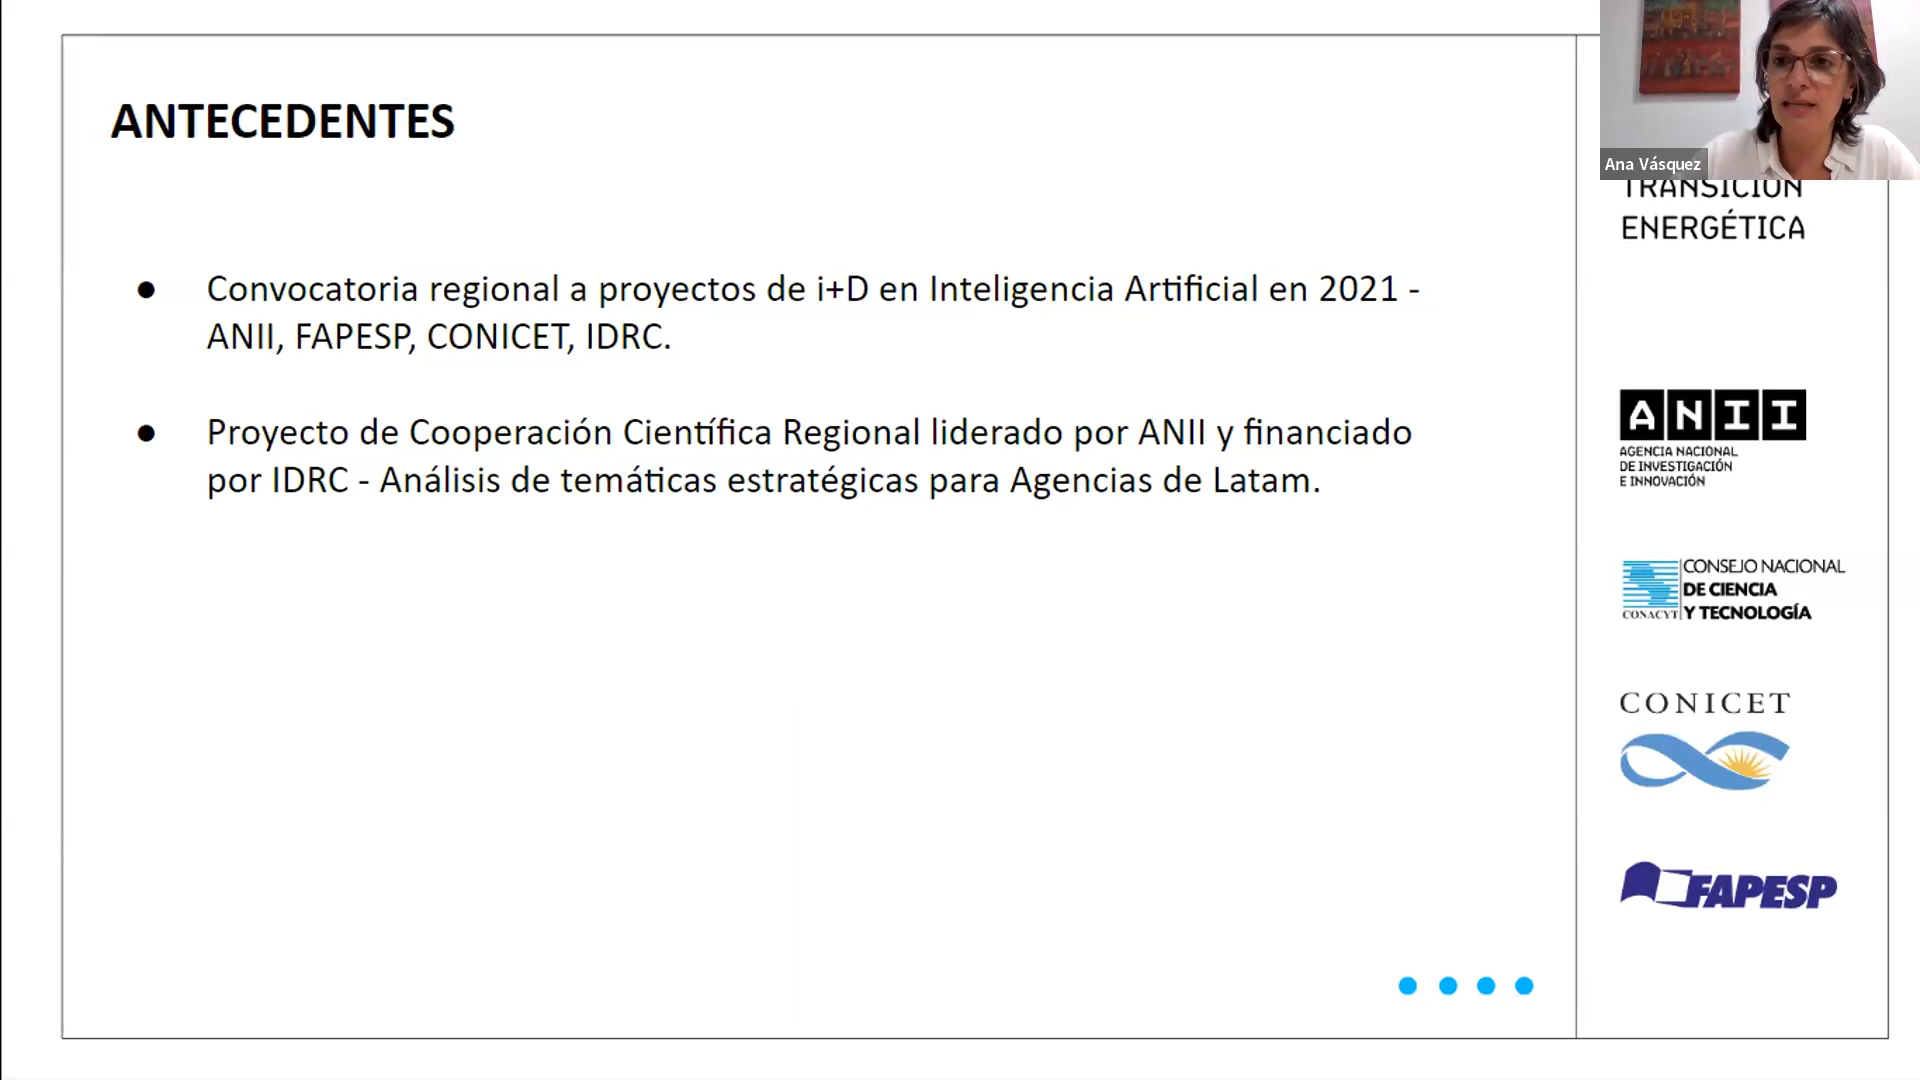 ANTECEDENTES
● Convocatoria regional a proyectos de i+D en Inteligencia Artificial en 2021 -
ANII, FAPESP, CONICET, IDRC.
● Proyecto de Cooperación Científica Regional liderado por ANII y financiado
por IDRC - Análisis de temáticas estratégicas para Agencias de Latam.
Ana Vásquez
TRANSICIÓN
ENERGÉTICA
ANII
AGENCIA NACIONAL
DE INVESTIGACIÓN
E INNOVACIÓN
CONSEJO NACIONAL
DE CIENCIA
CONACYT Y TECNOLOGÍA
CONICET
FAPESP